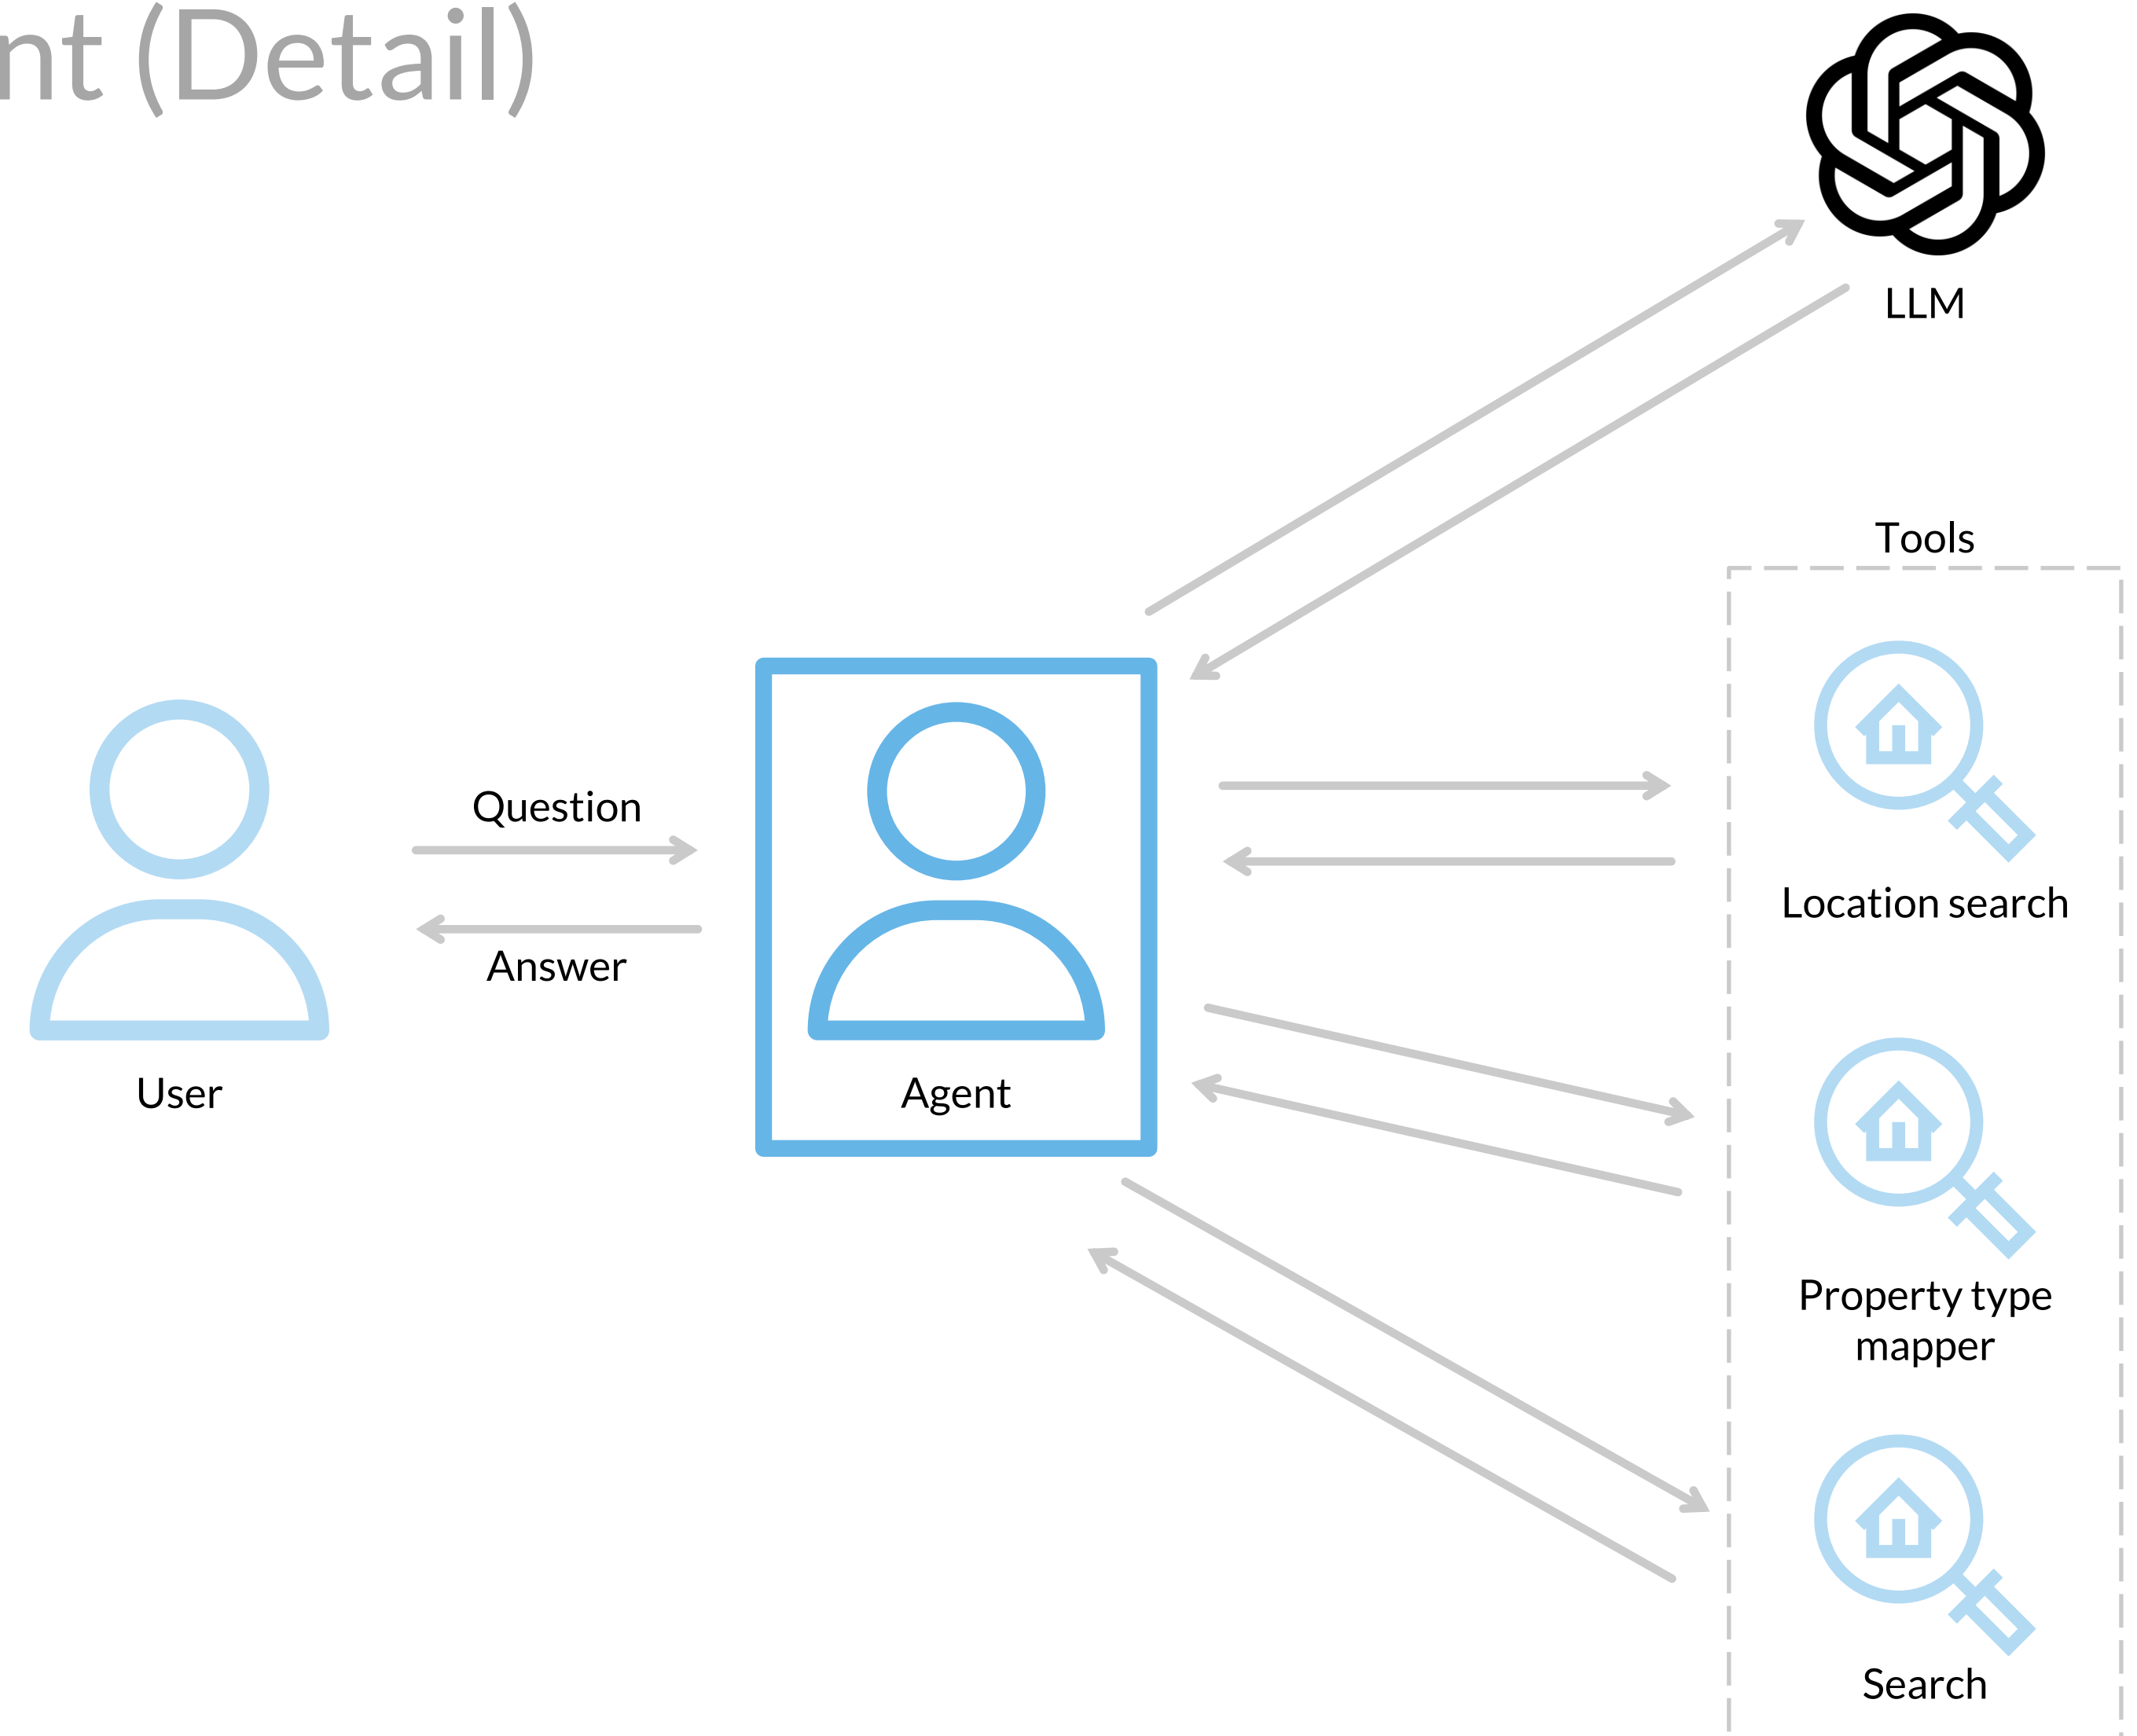 nt (Detail)
LLM
Tools
Question
Location search
Answer
User
Agent
Property type
mapper
Search